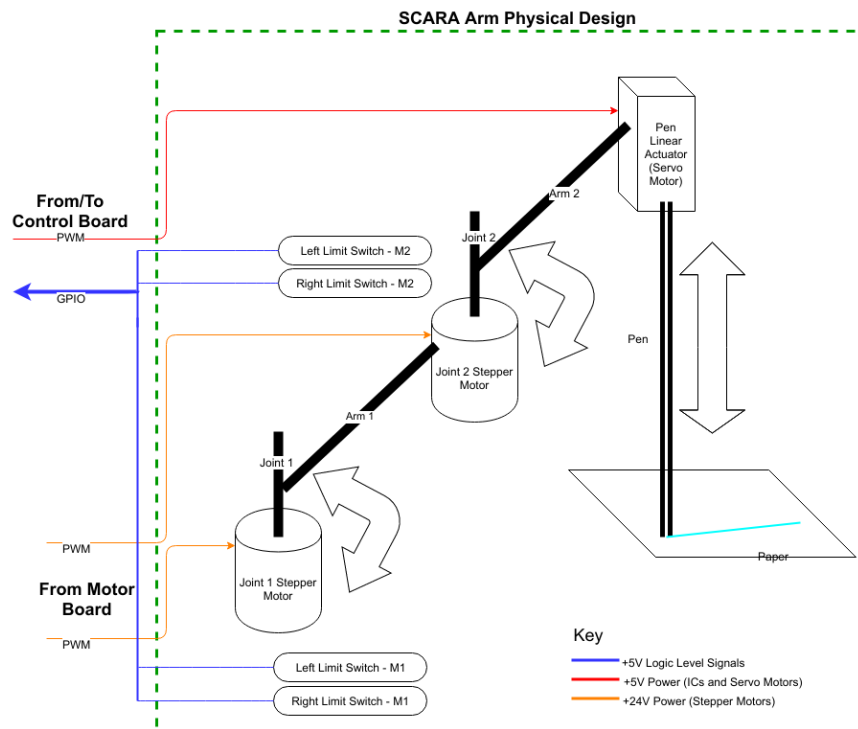 SCARA Arm Physical Design
Pen
Linear
Actuator
(Servo
Motor)
From/To
Control Board
PWM
Arm 2
Joint 2
Left Limit Switch - M2
Right Limit Switch - M2
GPIO
Pen
Joint 2 Stepper
Motor
Arm 1
Joint 1
PWM
Paper
From Motor
Board
Joint 1 Stepper
Motor
PWM
Key
+5V Logic Level Signals
+5V Power (ICs and Servo Motors)
+24V Power (Stepper Motors)
Left Limit Switch - M1
Right Limit Switch - M1